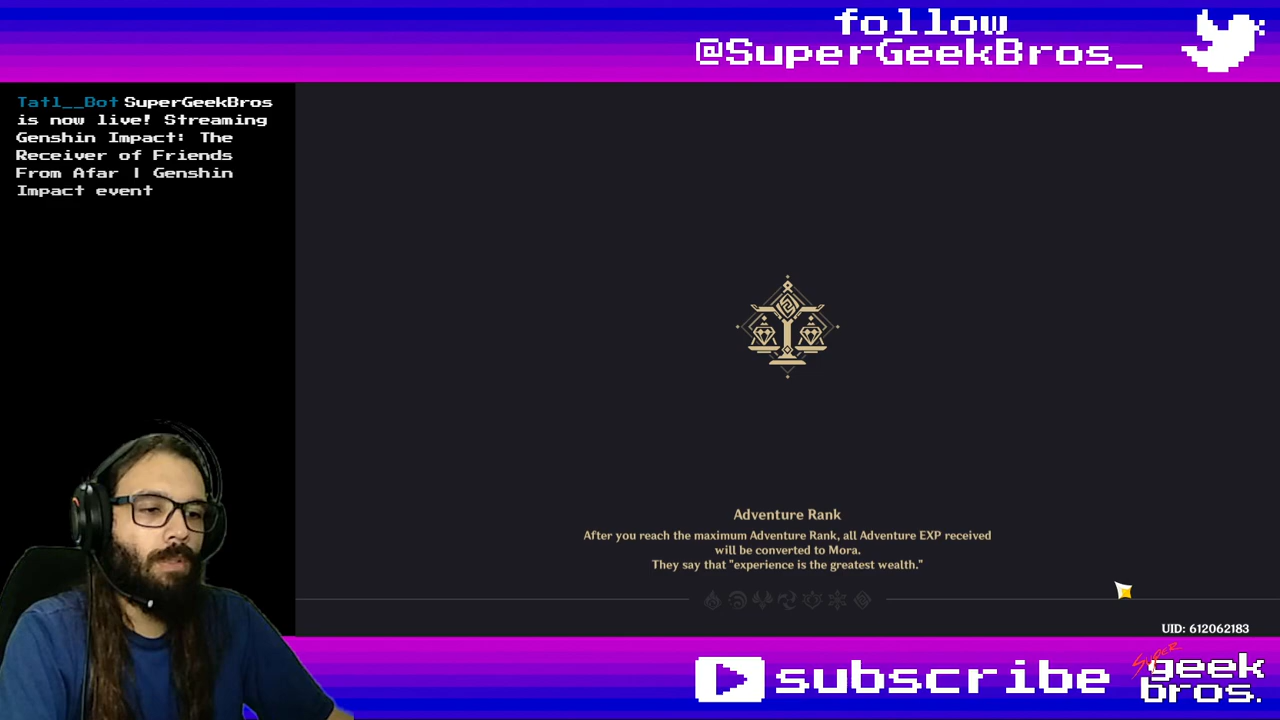 follow
@SuperGeekBros_
Tatl__Bot SuperGeekBros
is now live! Streaming
Genshin Impact: The
Receiver of Friends
From Afar | Genshin
Impact event
Adventure Rank
After you reach the maximum Adventure Rank, all Adventure EXP received
will be converted to Mora.
They say that "experience is the greatest wealth."
UID: 612062183
subscribe
super
geek
bros.